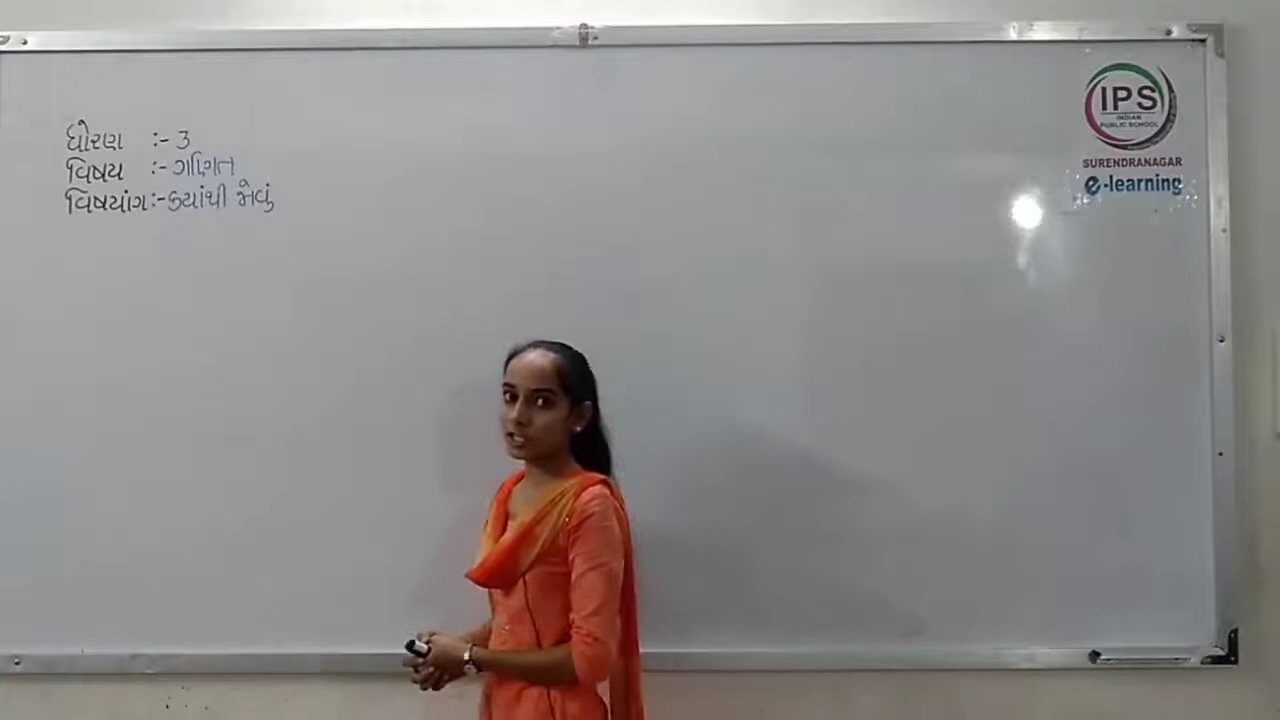 ધોરણ :- 3
વિષય :- ગણિત
વિષયાંગ:- ક્યાંથી જોવું
IPS
INDIAN
PUBLIC SCHOOL
SURENDRANAGAR
e-learning